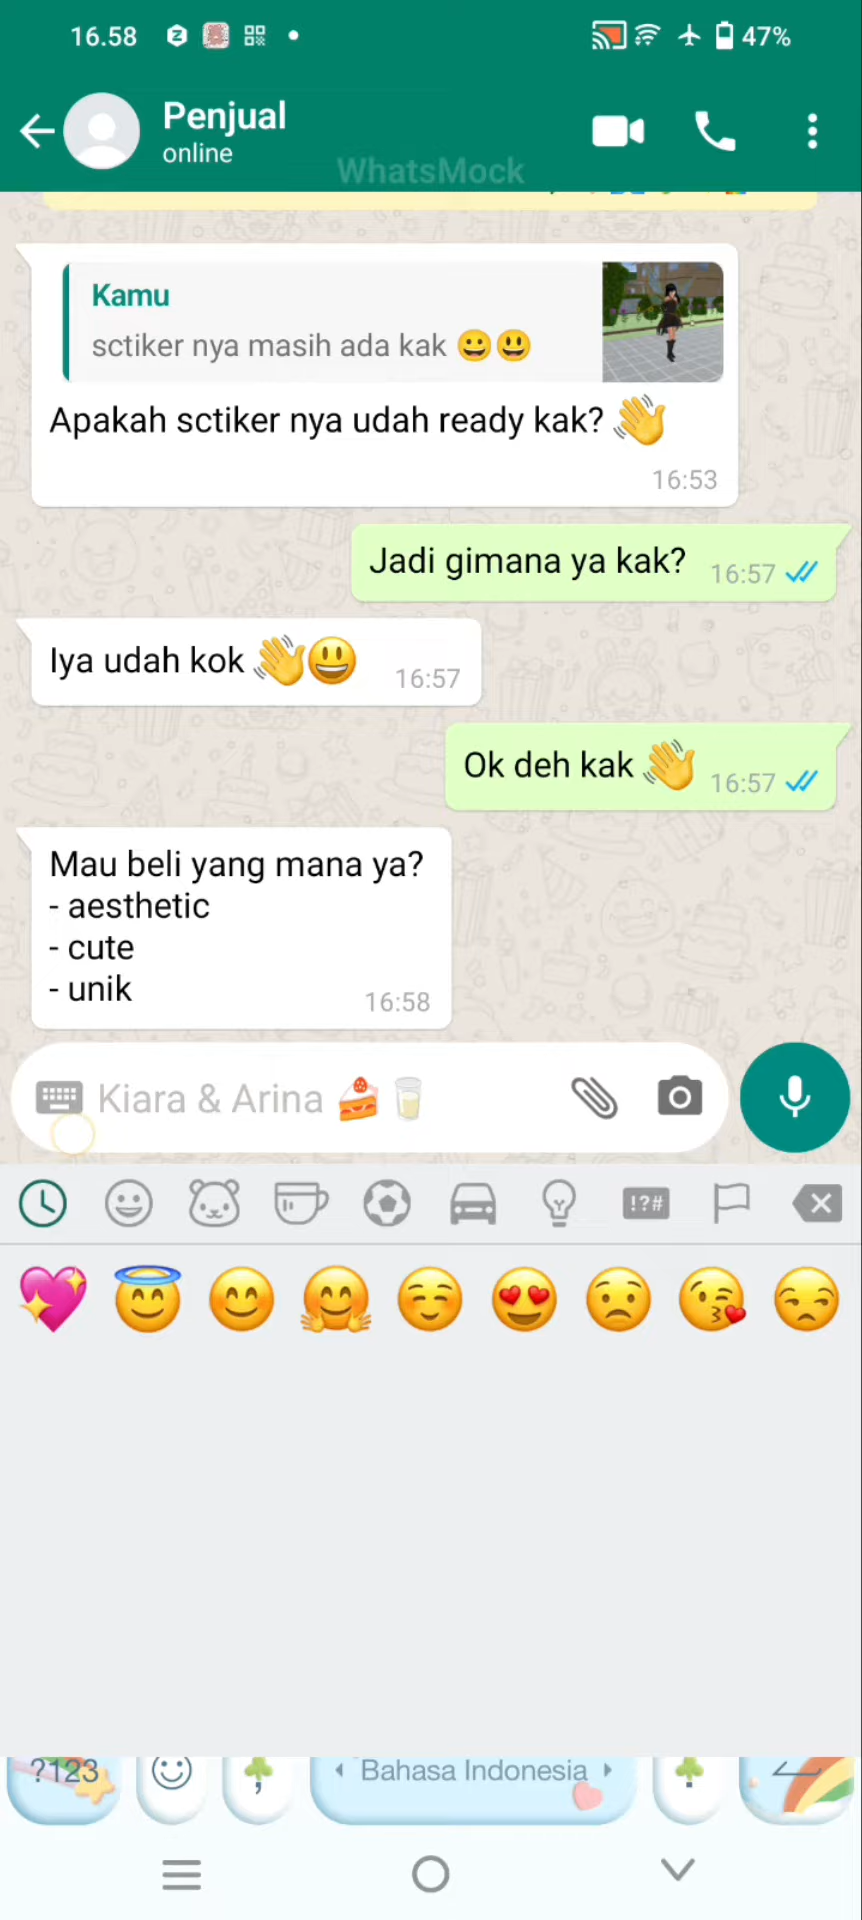 16.58
47%
Penjual
online
WhatsMock
Kamu
sctiker nya masih ada kak 😀😃
Apakah sctiker nya udah ready kak? 👋
16:53
Jadi gimana ya kak? 16:57
Iya udah kok 👋😃 16:57
Ok deh kak 👋 16:57
Mau beli yang mana ya?
- aesthetic
- cute
- unik
16:58
Kiara & Arina 🍰🥛
!?#
?123
Bahasa Indonesia